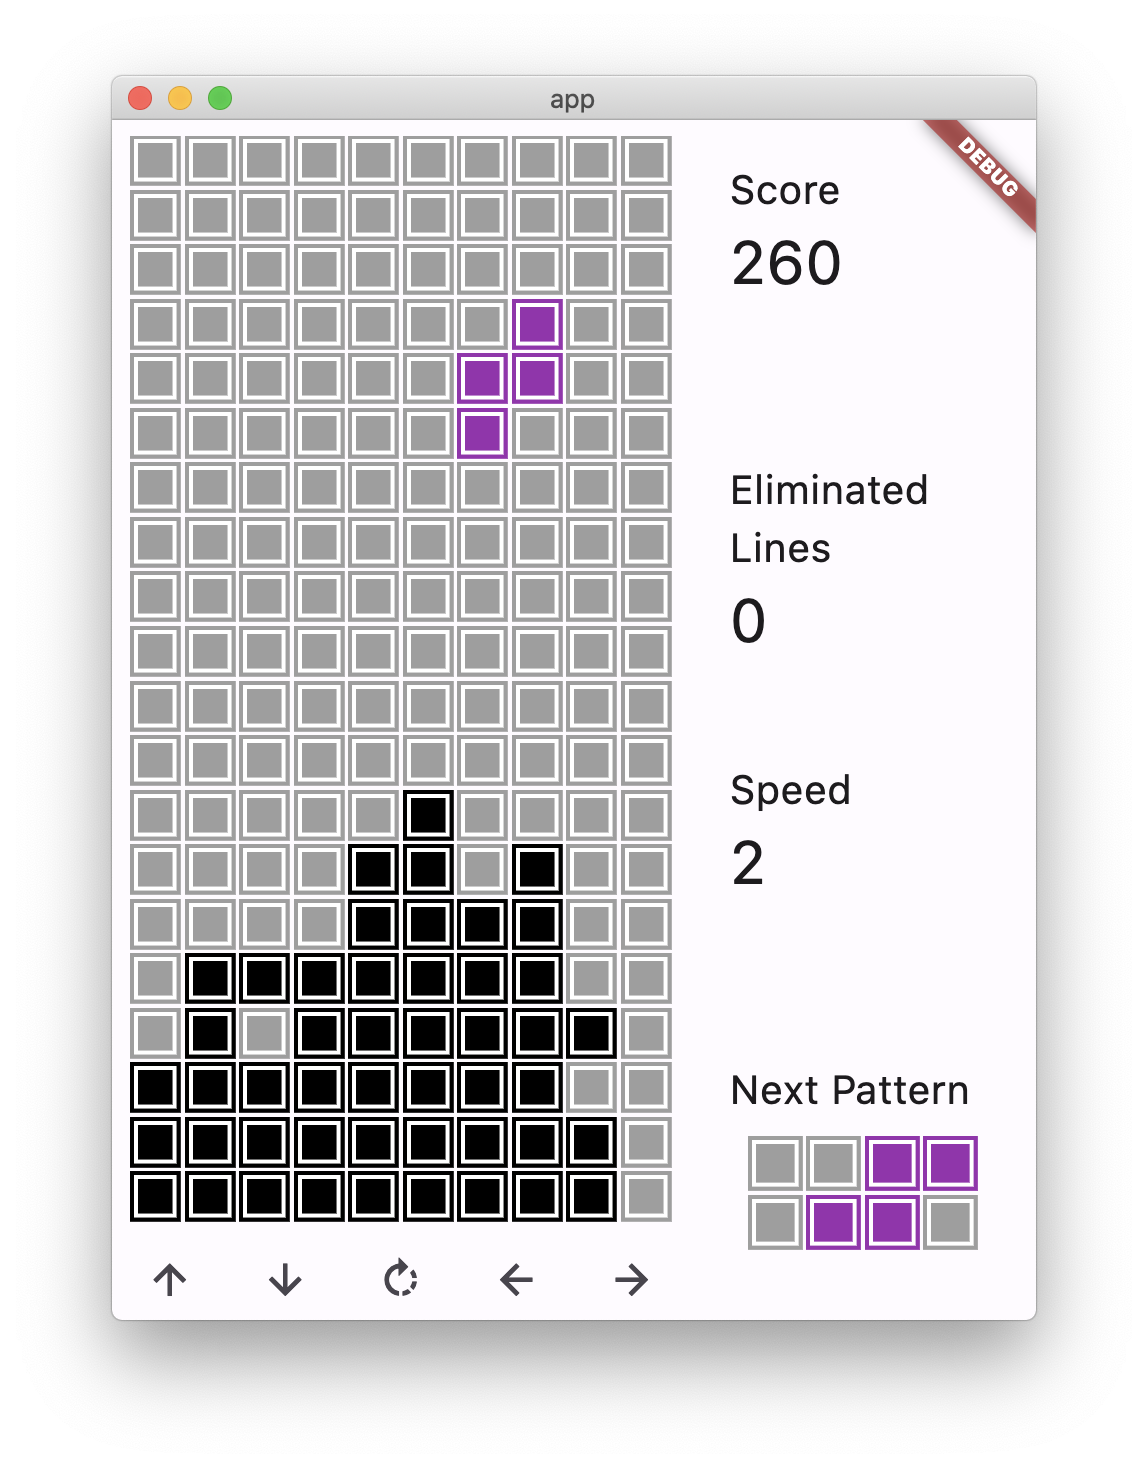 app
DEBUG
Score
260
Eliminated
Lines
0
Speed
2
Next Pattern